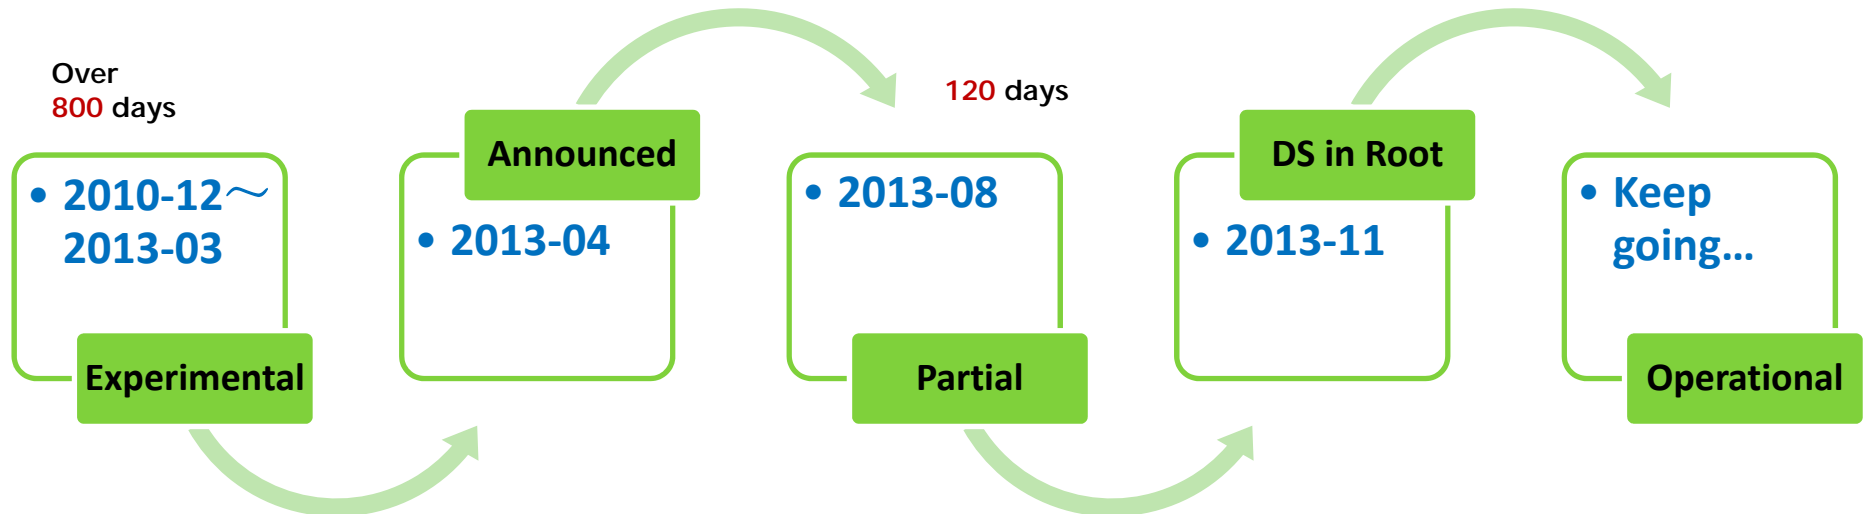 Over
800 days
• 2010-12～
2013-03
Experimental
Announced
• 2013-04
120 days
• 2013-08
Partial
DS in Root
• 2013-11
• Keep
going...
Operational